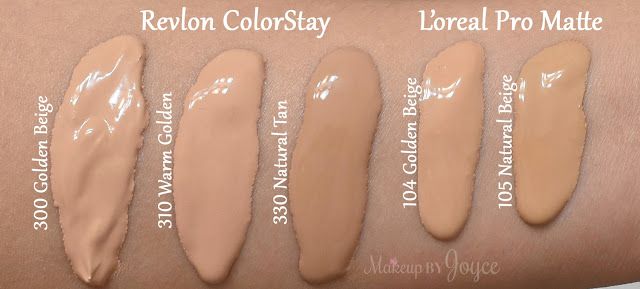 Revlon ColorStay
L'oreal Pro Matte
300 Golden Beige
310 Warm Golden
330 Natural Tan
104 Golden Beige
105 Natural Beige
Makeup BY Joyce